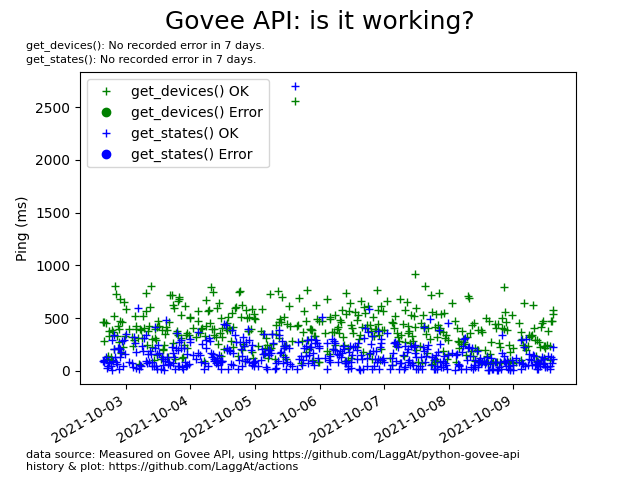 Govee API: is it working?
get_devices(): No recorded error in 7 days.
get_states(): No recorded error in 7 days.
get_devices() OK
get_devices() Error
get_states() OK
get_states() Error
Ping (ms)
2500
2000
1500
1000
500
0
2021-10-03
2021-10-04
2021-10-05
2021-10-06
2021-10-07
2021-10-08
2021-10-09
data source: Measured on Govee API, using https://github.com/LaggAt/python-govee-api
history & plot: https://github.com/LaggAt/actions